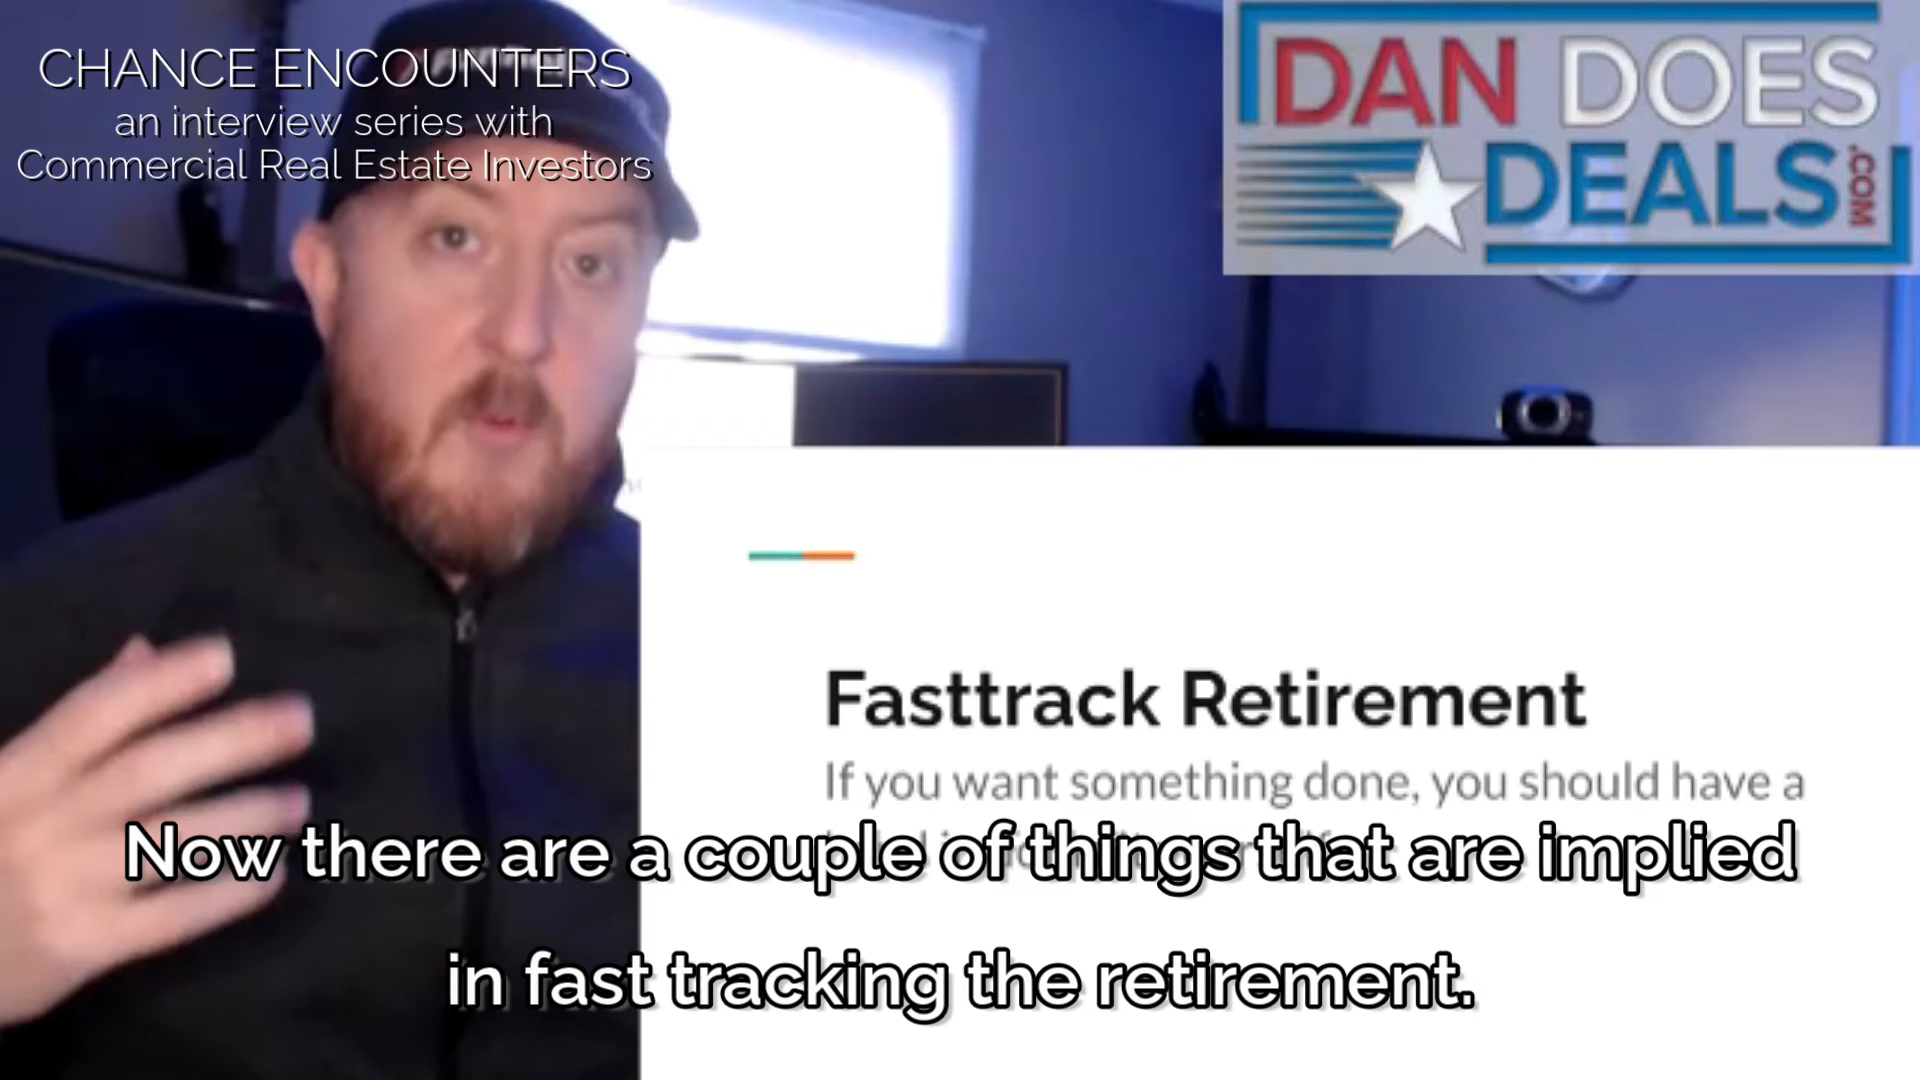 CHANCE ENCOUNTERS
an interview series with
Commercial Real Estate Investors
DAN DOES
DEALS
.COM
Fasttrack Retirement
If you want something done, you should have a
Now there are a couple of things that are implied
in fast tracking the retirement.